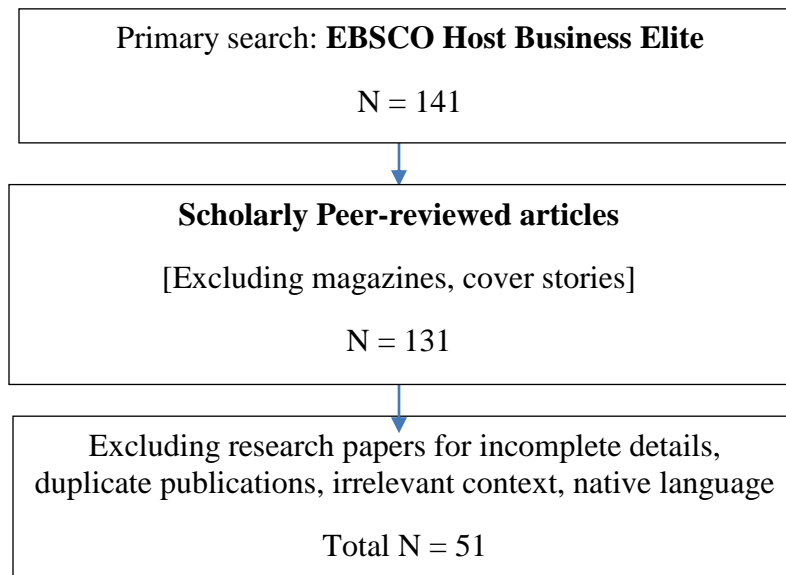 Primary search: EBSCO Host Business Elite
N = 141
Scholarly Peer-reviewed articles
[Excluding magazines, cover stories]
N = 131
Excluding research papers for incomplete details,
duplicate publications, irrelevant context, native language
Total N = 51